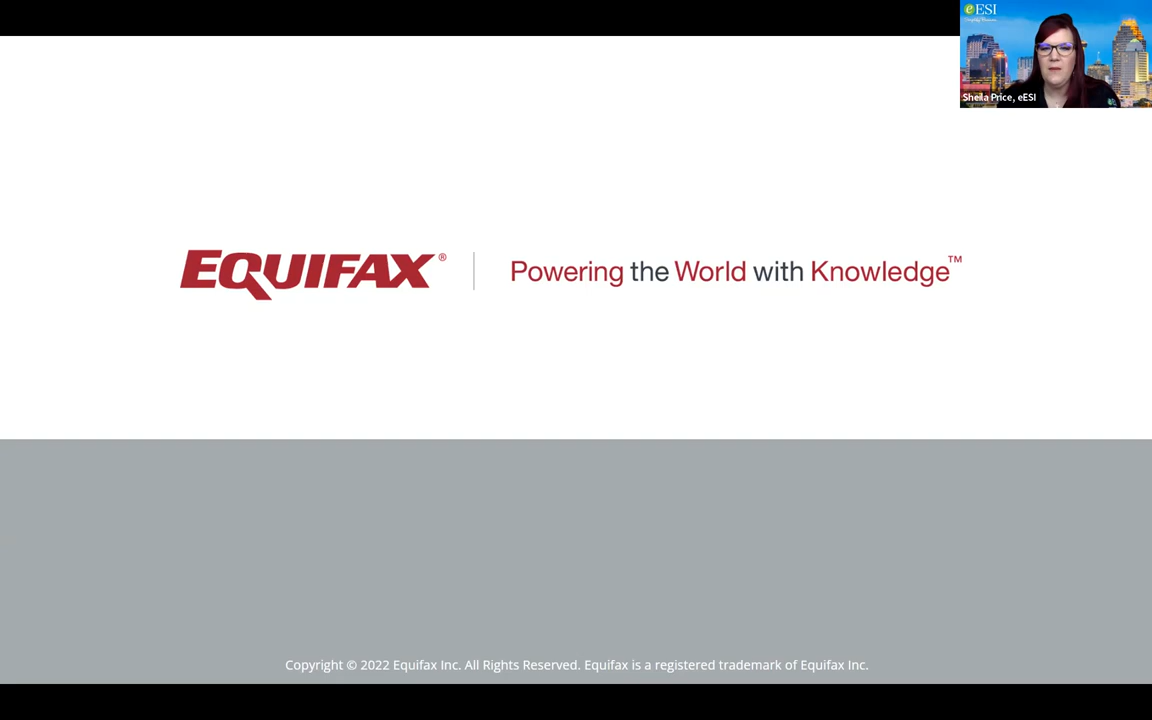 eESI
Sheila Price, eESI
EQUIFAX® | Powering the World with Knowledge™
Copyright © 2022 Equifax Inc. All Rights Reserved. Equifax is a registered trademark of Equifax Inc.